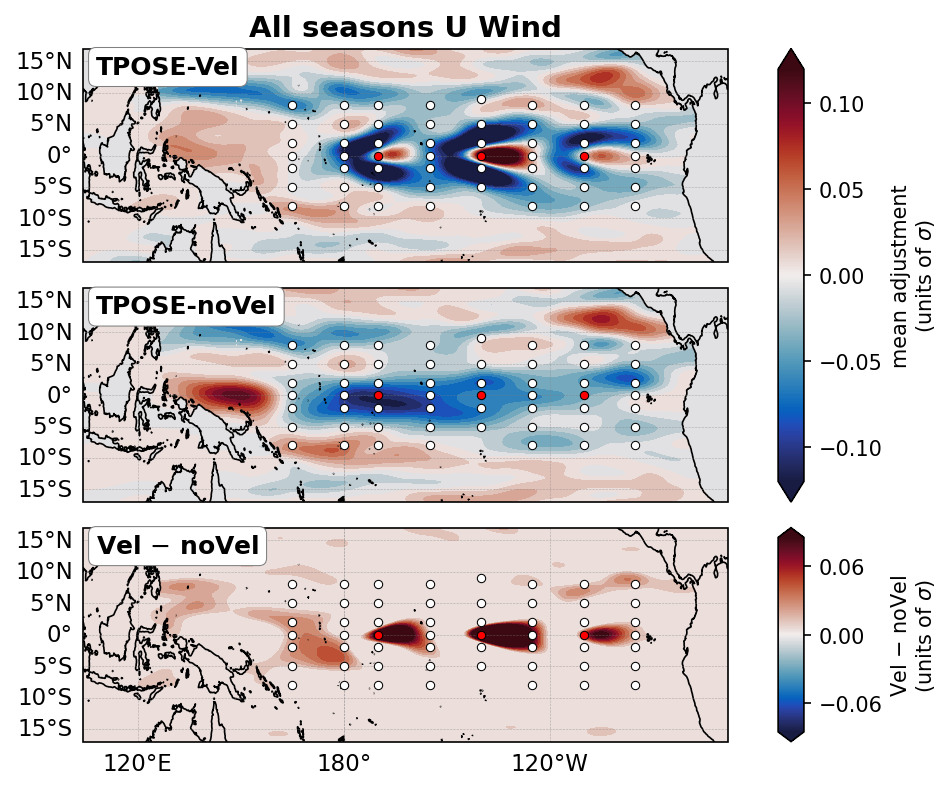 All seasons U Wind
TPOSE-Vel
15°N
10°N
5°N
0°
5°S
10°S
15°S
TPOSE-noVel
15°N
10°N
5°N
0°
5°S
10°S
15°S
Vel − noVel
15°N
10°N
5°N
0°
5°S
10°S
15°S
120°E
180°
120°W
0.10
0.05
0.00
−0.05
−0.10
mean adjustment
(units of σ)
0.06
0.00
−0.06
Vel − noVel
(units of σ)